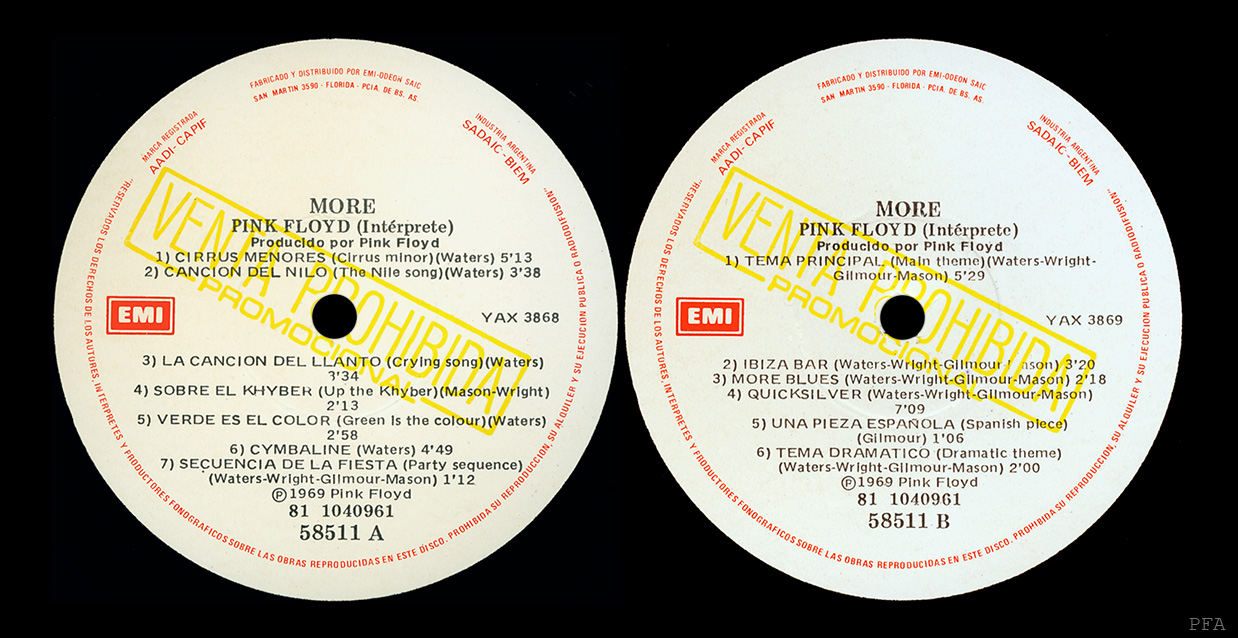 FABRICADO Y DISTRIBUIDO POR EMI-ODEON SAIC
SAN MARTIN 3590 - FLORIDA - PCIA. DE BS. AS.
MARCA REGISTRADA
AADI-CAPIF
INDUSTRIA ARGENTINA
SADAIC-BIEM
"RESERVADOS LOS DERECHOS DE LOS AUTORES, INTERPRETES Y PRODUCTORES FONOGRAFICOS SOBRE LAS OBRAS REPRODUCIDAS EN ESTE DISCO. PROHIBIDA SU REPRODUCCION, SU ALQUILER Y SU EJECUCION PUBLICA O RADIODIFUSION"
VENTA PROHIBIDA
PROMOCIONAL
MORE
PINK FLOYD (Intérprete)
Producido por Pink Floyd
1) CIRRUS MENORES (Cirrus minor)(Waters) 5'13
2) CANCION DEL NILO (The Nile song)(Waters) 3'38
EMI
YAX 3868
3) LA CANCION DEL LLANTO (Crying song)(Waters)
3'34
4) SOBRE EL KHYBER (Up the Khyber)(Mason-Wright)
2'13
5) VERDE ES EL COLOR (Green is the colour)(Waters)
2'58
6) CYMBALINE (Waters) 4'49
7) SECUENCIA DE LA FIESTA (Party sequence)
(Waters-Wright-Gilmour-Mason) 1'12
Ⓟ1969 Pink Floyd
81 1040961
58511 A
FABRICADO Y DISTRIBUIDO POR EMI-ODEON SAIC
SAN MARTIN 3590 - FLORIDA - PCIA. DE BS. AS.
MARCA REGISTRADA
AADI-CAPIF
INDUSTRIA ARGENTINA
SADAIC-BIEM
"RESERVADOS LOS DERECHOS DE LOS AUTORES, INTERPRETES Y PRODUCTORES FONOGRAFICOS SOBRE LAS OBRAS REPRODUCIDAS EN ESTE DISCO. PROHIBIDA SU REPRODUCCION, SU ALQUILER Y SU EJECUCION PUBLICA O RADIODIFUSION"
VENTA PROHIBIDA
PROMOCIO
MORE
PINK FLOYD (Intérprete)
Producido por Pink Floyd
1) TEMA PRINCIPAL (Main theme)(Waters-Wright-
Gilmour-Mason) 5'29
EMI
YAX 3869
2) IBIZA BAR (Waters-Wright-Gilmour- ason) 3'20
3) MORE BLUES (Waters-Wright-Gilmour-Mason) 2'18
4) QUICKSILVER (Waters-Wright-Gilmour-Mason)
7'09
5) UNA PIEZA ESPAÑOLA (Spanish piece)
(Gilmour) 1'06
6) TEMA DRAMATICO (Dramatic theme)
(Waters-Wright-Gilmour-Mason) 2'00
Ⓟ1969 Pink Floyd
81 1040961
58511 B
PFA